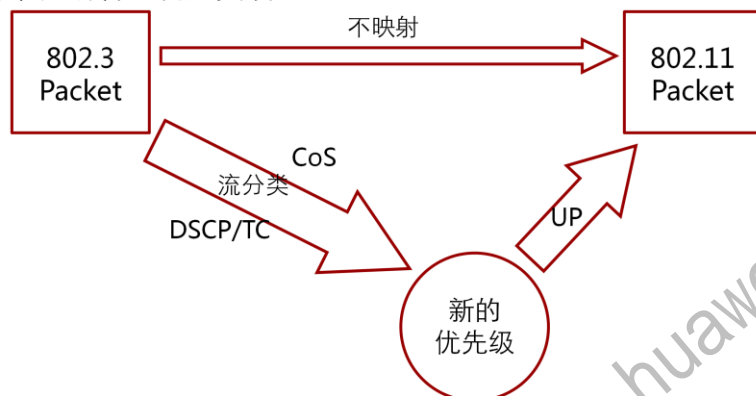 不映射
802.3
Packet
802.11
Packet
CoS
流分类
DSCP/TC
UP
新的
优先级
huawe